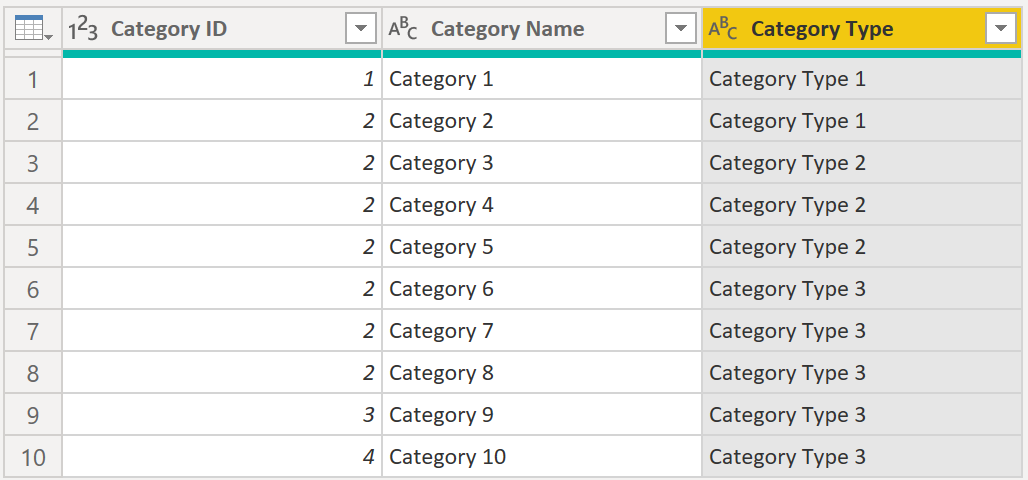 123 Category ID ABC Category Name ABC Category Type
1 1 Category 1 Category Type 1
2 2 Category 2 Category Type 1
3 2 Category 3 Category Type 2
4 2 Category 4 Category Type 2
5 2 Category 5 Category Type 2
6 2 Category 6 Category Type 3
7 2 Category 7 Category Type 3
8 2 Category 8 Category Type 3
9 3 Category 9 Category Type 3
10 4 Category 10 Category Type 3